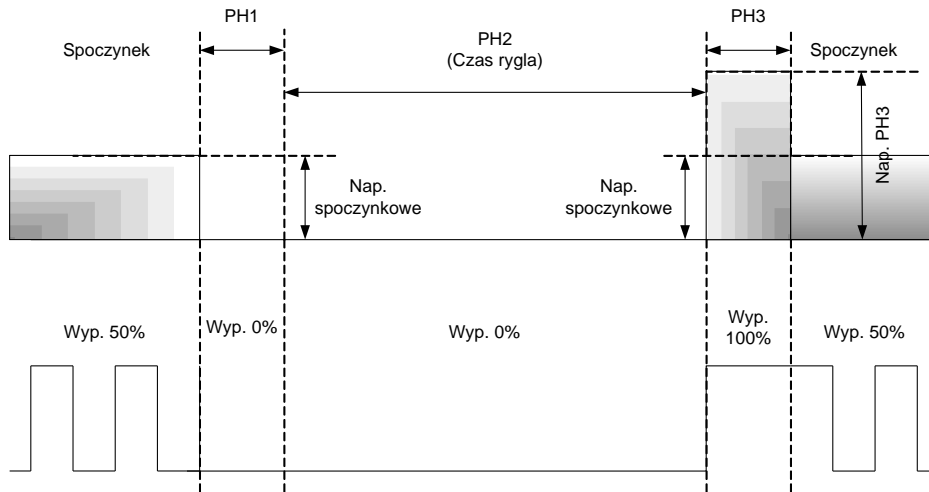 PH1
PH3
Spoczynek
PH2
(Czas rygla)
Spoczynek
Nap. PH3
Nap.
spoczynkowe
Nap.
spoczynkowe
Wyp. 50%
Wyp. 0%
Wyp. 0%
Wyp.
100%
Wyp. 50%